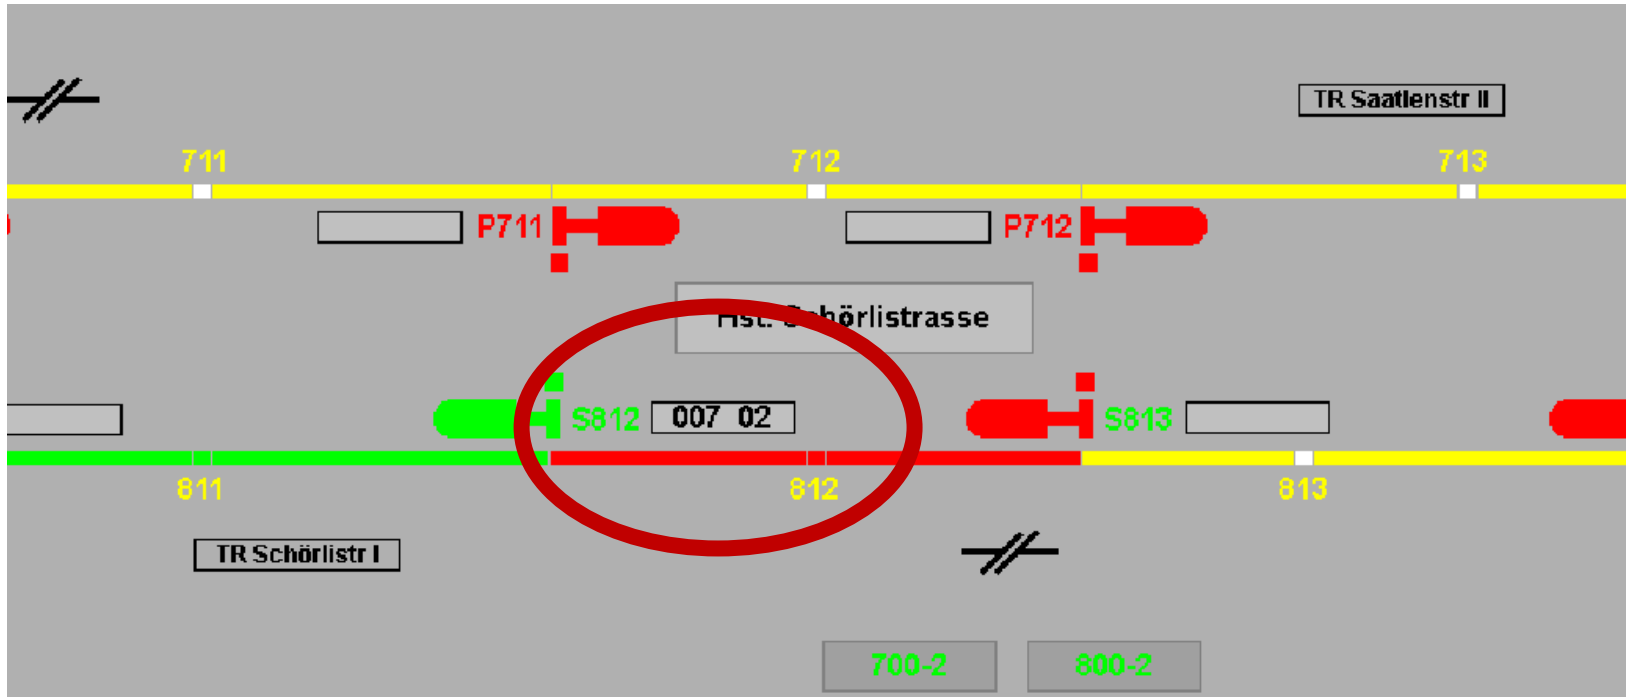 TR Saatlenstr II
711 712 713
P711 P712
Hst. Schörlistrasse
S812 007 02 S813
811 812 813
TR Schörlistr I
700-2 800-2